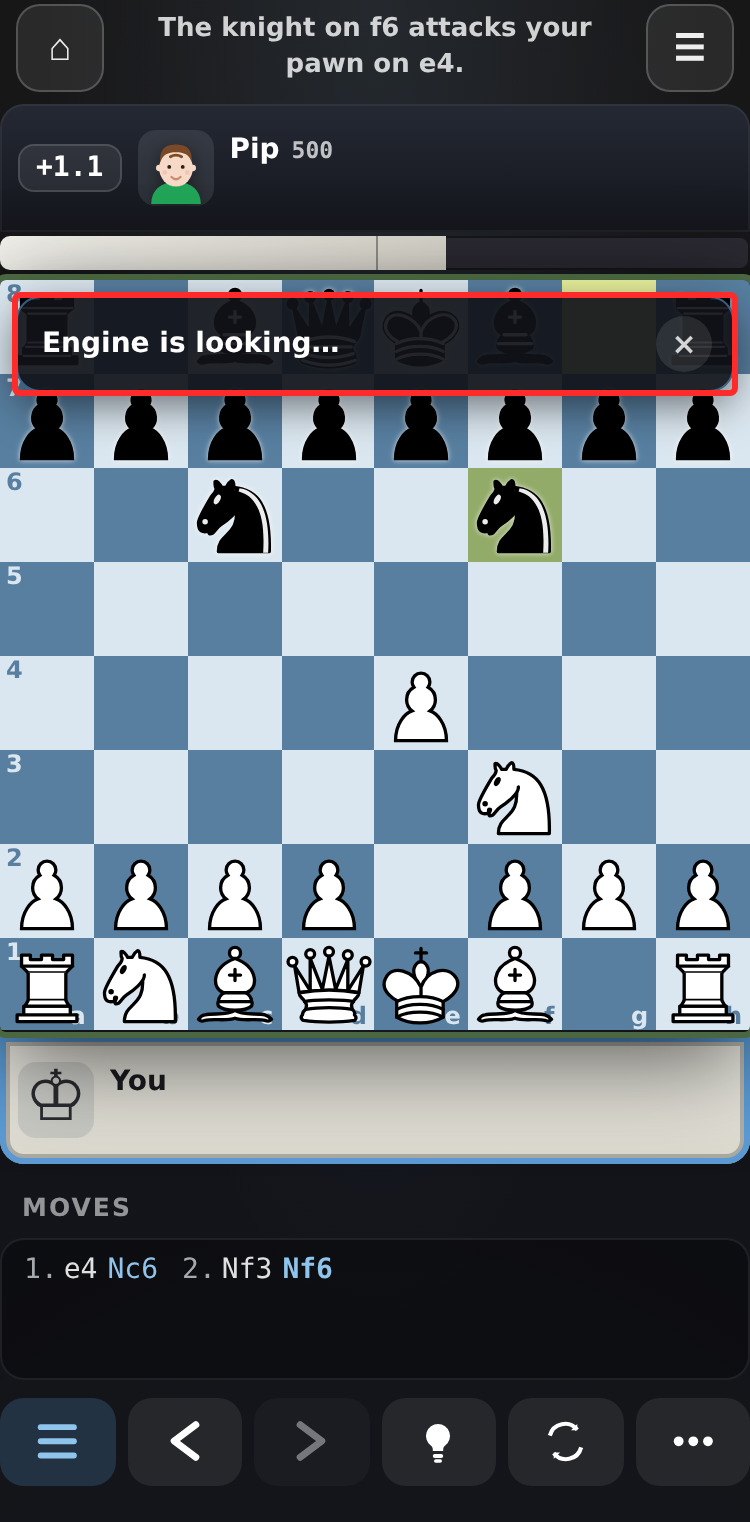 The knight on f6 attacks your
pawn on e4.
+1.1
Pip 500
8
Engine is looking…
7
6
5
4
3
2
1
d e f g h
You
MOVES
1. e4 Nc6 2. Nf3 Nf6